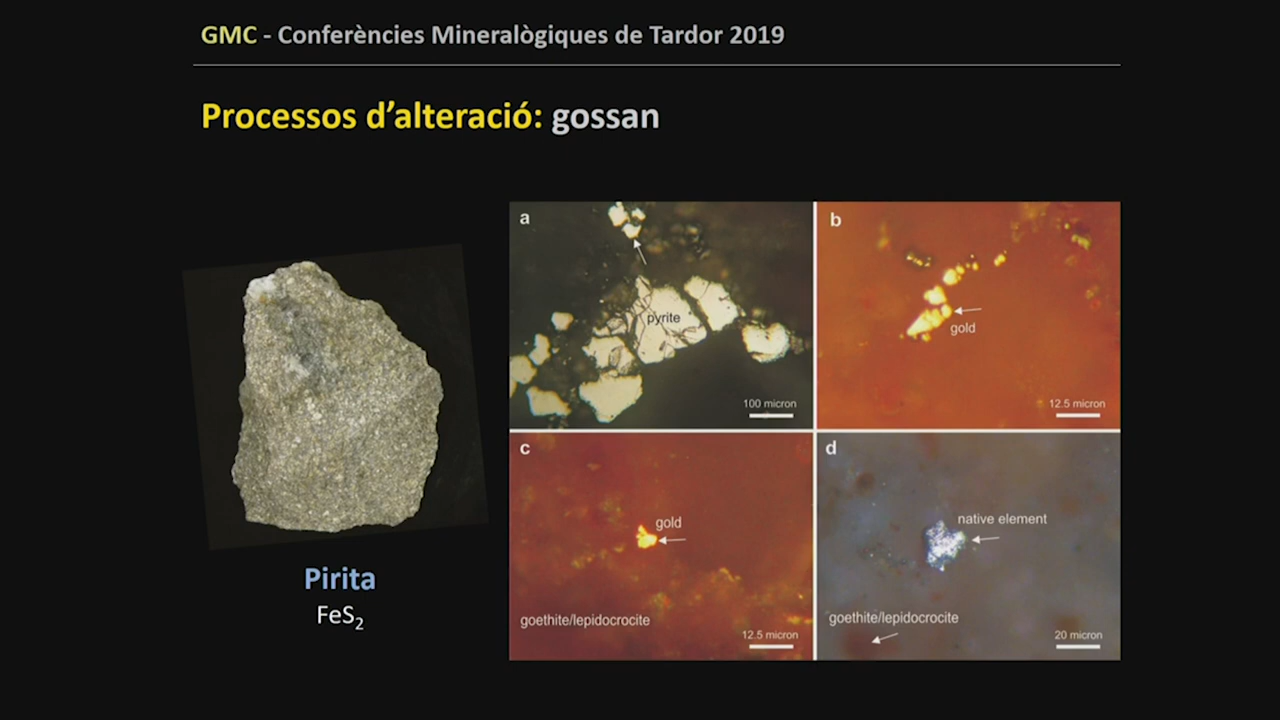 GMC - Conferències Mineralògiques de Tardor 2019
Processos d'alteració: gossan
a
pyrite
100 micron
b
gold
12.5 micron
c
gold
goethite/lepidocrocite
12.5 micron
d
native element
goethite/lepidocrocite
20 micron
Pirita
FeS₂